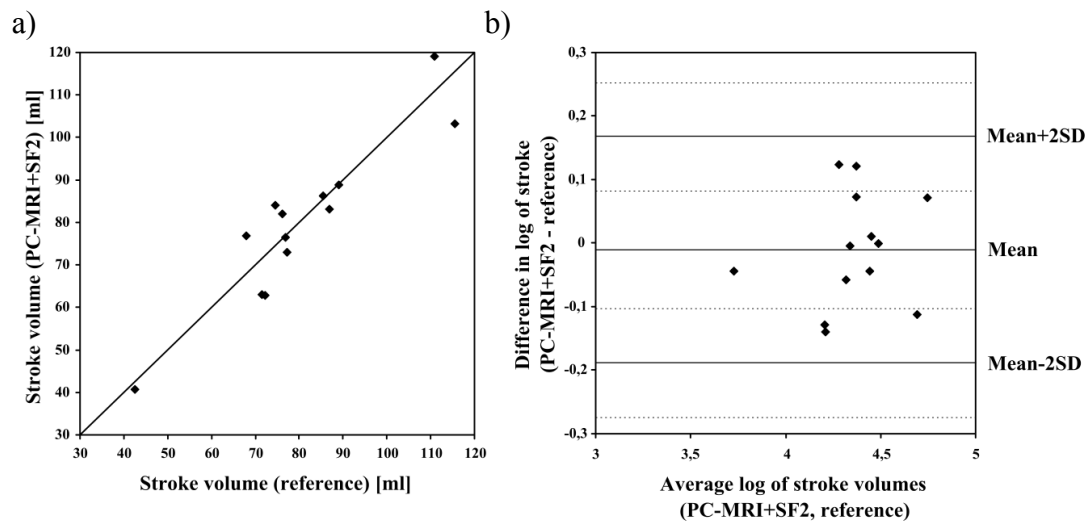 a)
120
110
100
90
80
70
60
50
40
30
30
40
50
60
70
80
90
100
110
120
Stroke volume (PC-MRI+SF2) [ml]
Stroke volume (reference) [ml]
b)
0,3
0,2
0,1
0
-0,1
-0,2
-0,3
3
3,5
4
4,5
5
Difference in log of stroke
(PC-MRI+SF2 - reference)
Mean+2SD
Mean
Mean-2SD
Average log of stroke volumes
(PC-MRI+SF2, reference)